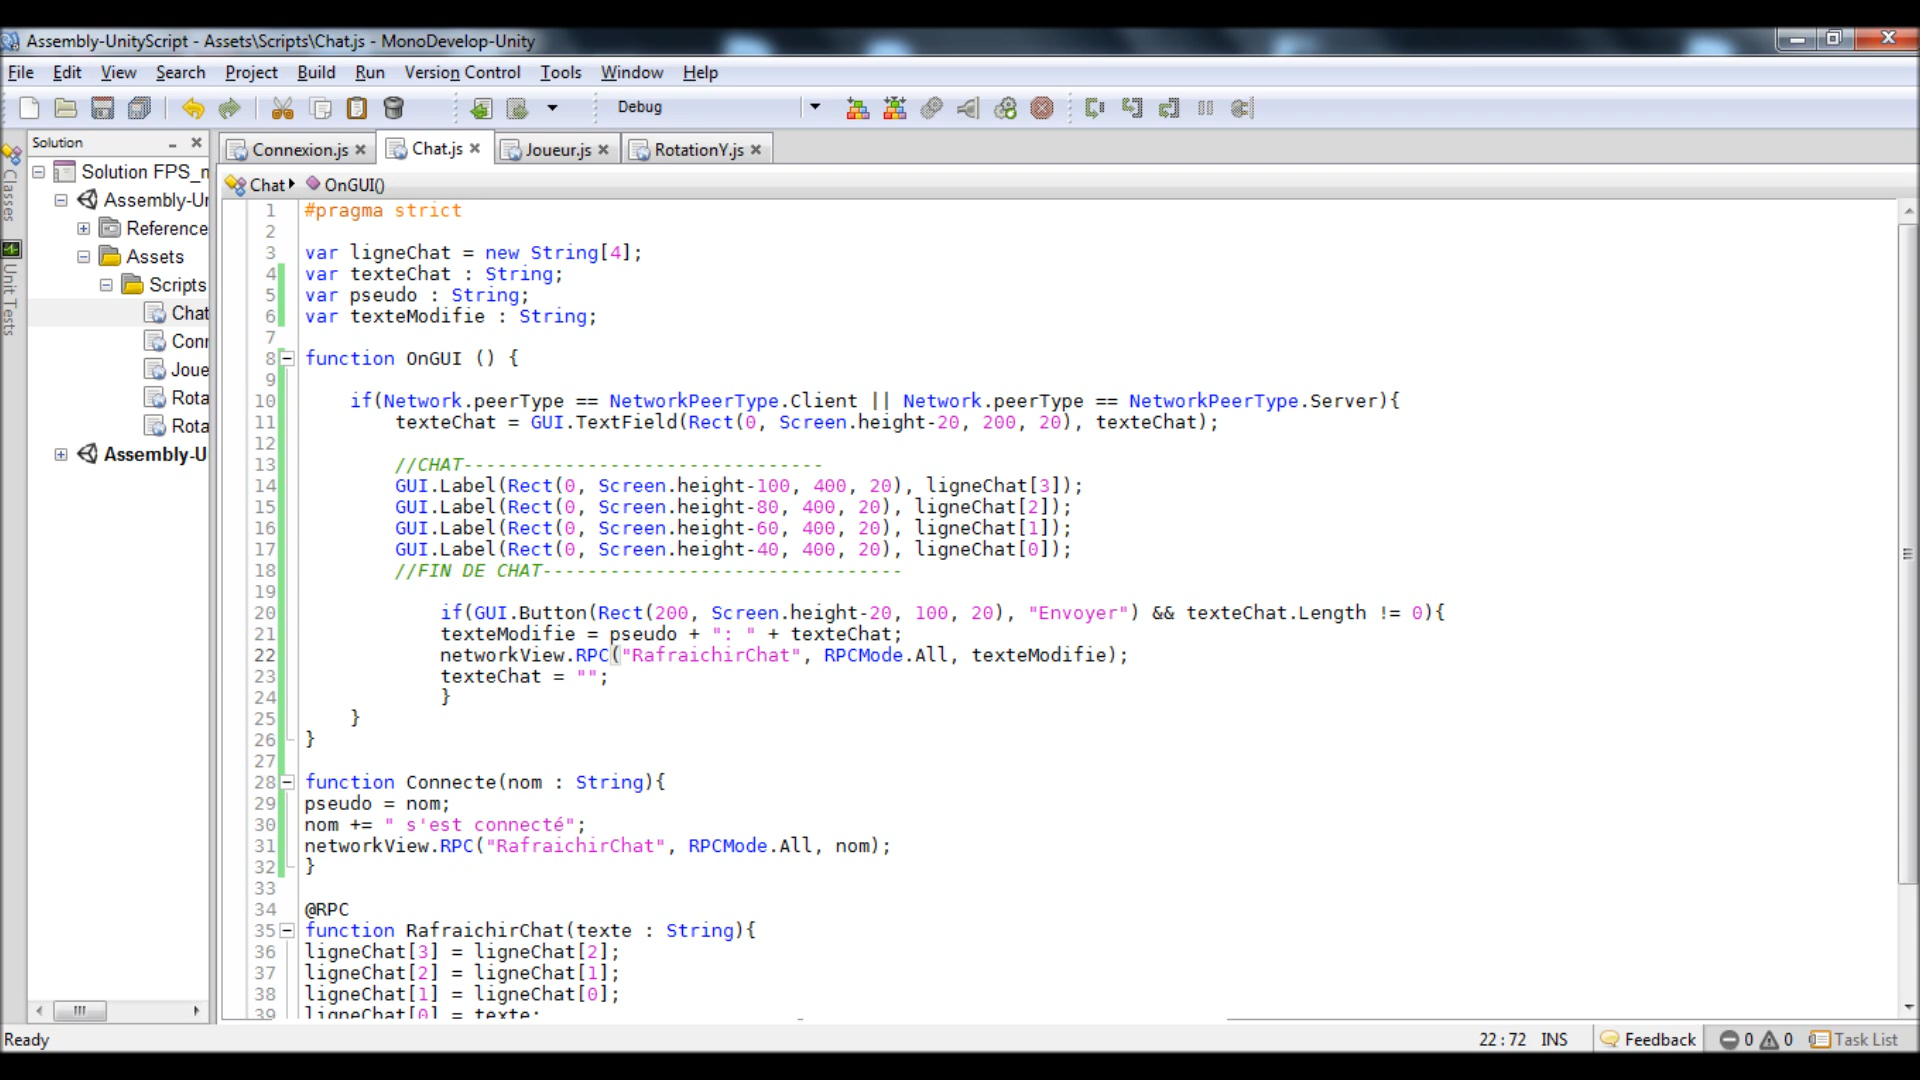 Assembly-UnityScript - Assets\Scripts\Chat.js - MonoDevelop-Unity
File Edit View Search Project Build Run Version Control Tools Window Help
Debug
Solution
Connexion.js Chat.js Joueur.js RotationY.js
Classes
Unit Tests
Solution FPS_
Assembly-Ur
Reference
Assets
Scripts
Chat
Conn
Joue
Rota
Rota
Assembly-U
Chat OnGUI()
1 #pragma strict
2
3 var ligneChat = new String[4];
4 var texteChat : String;
5 var pseudo : String;
6 var texteModifie : String;
7
8 function OnGUI () {
9
10 if(Network.peerType == NetworkPeerType.Client || Network.peerType == NetworkPeerType.Server){
11 texteChat = GUI.TextField(Rect(0, Screen.height-20, 200, 20), texteChat);
12
13 //CHAT--------------------------------
14 GUI.Label(Rect(0, Screen.height-100, 400, 20), ligneChat[3]);
15 GUI.Label(Rect(0, Screen.height-80, 400, 20), ligneChat[2]);
16 GUI.Label(Rect(0, Screen.height-60, 400, 20), ligneChat[1]);
17 GUI.Label(Rect(0, Screen.height-40, 400, 20), ligneChat[0]);
18 //FIN DE CHAT--------------------------------
19
20 if(GUI.Button(Rect(200, Screen.height-20, 100, 20), "Envoyer") && texteChat.Length != 0){
21 texteModifie = pseudo + ": " + texteChat;
22 networkView.RPC("RafraichirChat", RPCMode.All, texteModifie);
23 texteChat = "";
24 }
25 }
26 }
27
28 function Connecte(nom : String){
29 pseudo = nom;
30 nom += " s'est connecté";
31 networkView.RPC("RafraichirChat", RPCMode.All, nom);
32 }
33
34 @RPC
35 function RafraichirChat(texte : String){
36 ligneChat[3] = ligneChat[2];
37 ligneChat[2] = ligneChat[1];
38 ligneChat[1] = ligneChat[0];
39 ligneChat[0] = texte;
Ready 22 : 72 INS Feedback 0 0 Task List